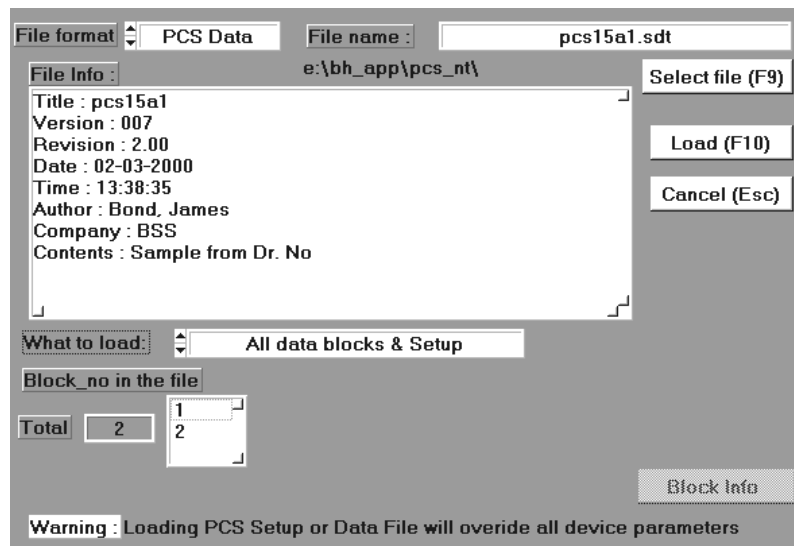 File format PCS Data File name : pcs15a1.sdt
File Info : e:\bh_app\pcs_nt\ Select file (F9)
Title : pcs15a1
Version : 007
Revision : 2.00
Load (F10)
Date : 02-03-2000
Time : 13:38:35
Cancel (Esc)
Author : Bond, James
Company : BSS
Contents : Sample from Dr. No
What to load: All data blocks & Setup
Block_no in the file
1
Total 2
2
Block Info
Warning : Loading PCS Setup or Data File will overide all device parameters